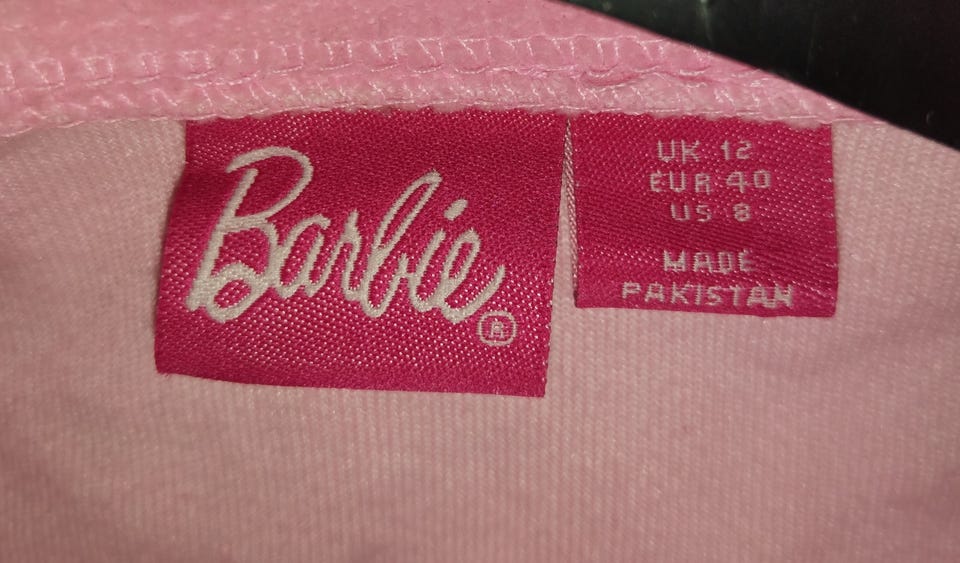 Barbie®
UK 12
EUR 40
US 8
MADE
PAKISTAN